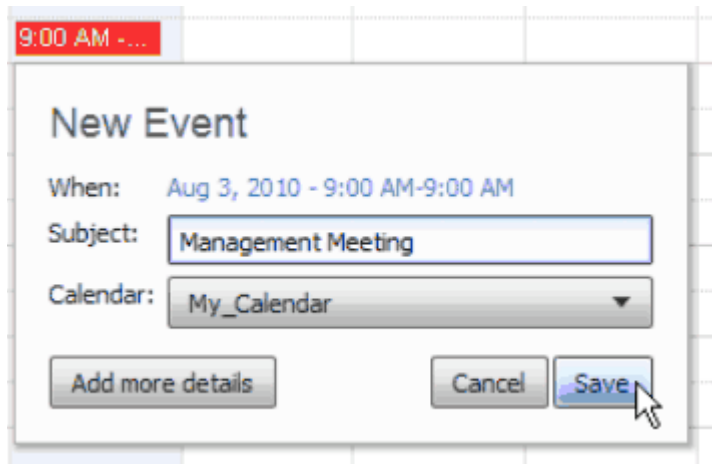 9:00 AM -...
New Event
When: Aug 3, 2010 - 9:00 AM-9:00 AM
Subject: Management Meeting
Calendar: My_Calendar
Add more details Cancel Save